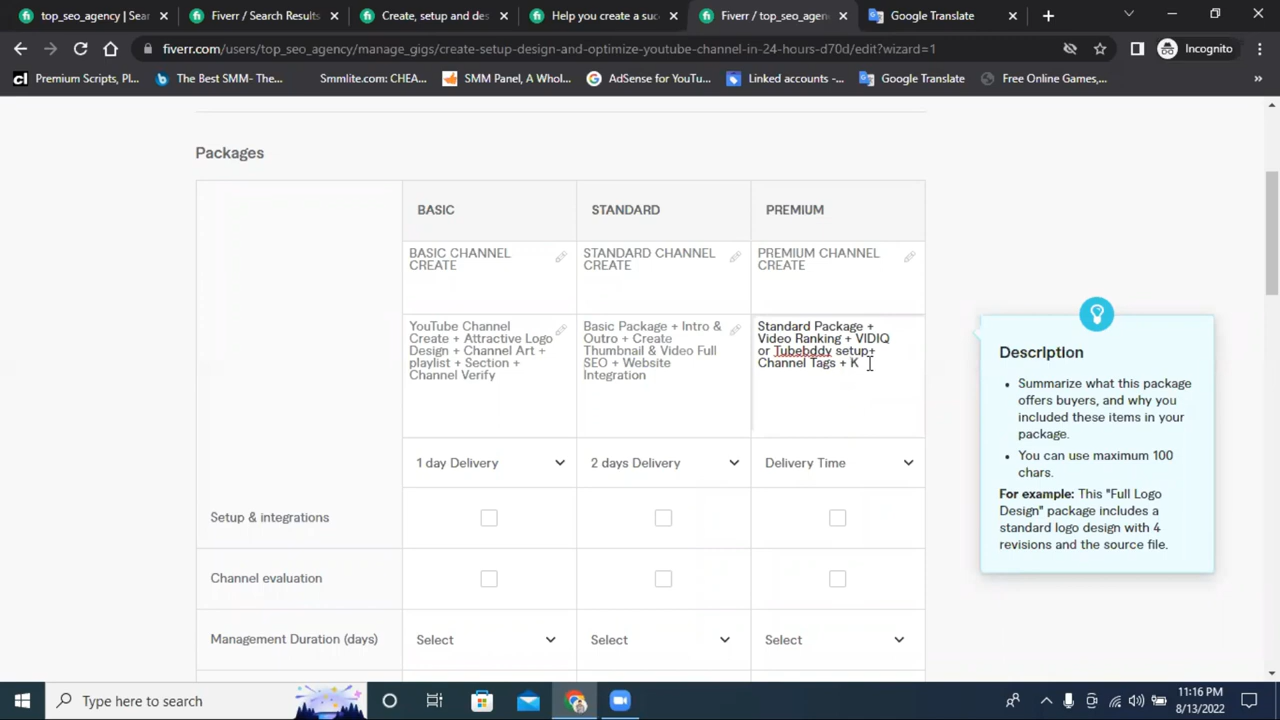 top_seo_agency | Sear
Fiverr / Search Results
Create, setup and des
Help you create a suc
Fiverr / top_seo_agen
Google Translate
fiverr.com/users/top_seo_agency/manage_gigs/create-setup-design-and-optimize-youtube-channel-in-24-hours-d70d/edit?wizard=1
Incognito
Premium Scripts, Pl...
The Best SMM- The...
Smmlite.com: CHEA...
SMM Panel, A Whol...
AdSense for YouTu...
Linked accounts -...
Google Translate
Free Online Games,...
»
Packages
BASIC
STANDARD
PREMIUM
BASIC CHANNEL
CREATE
STANDARD CHANNEL
CREATE
PREMIUM CHANNEL
CREATE
YouTube Channel
Create + Attractive Logo
Design + Channel Art +
playlist + Section +
Channel Verify
Basic Package + Intro &
Outro + Create
Thumbnail & Video Full
SEO + Website
Integration
Standard Package +
Video Ranking + VIDIQ
or Tubebddy setup+
Channel Tags + K
1 day Delivery
2 days Delivery
Delivery Time
Setup & integrations
Channel evaluation
Management Duration (days)
Select
Select
Select
Description
• Summarize what this package
offers buyers, and why you
included these items in your
package.
• You can use maximum 100
chars.
For example: This "Full Logo
Design" package includes a
standard logo design with 4
revisions and the source file.
Type here to search
11:16 PM
8/13/2022